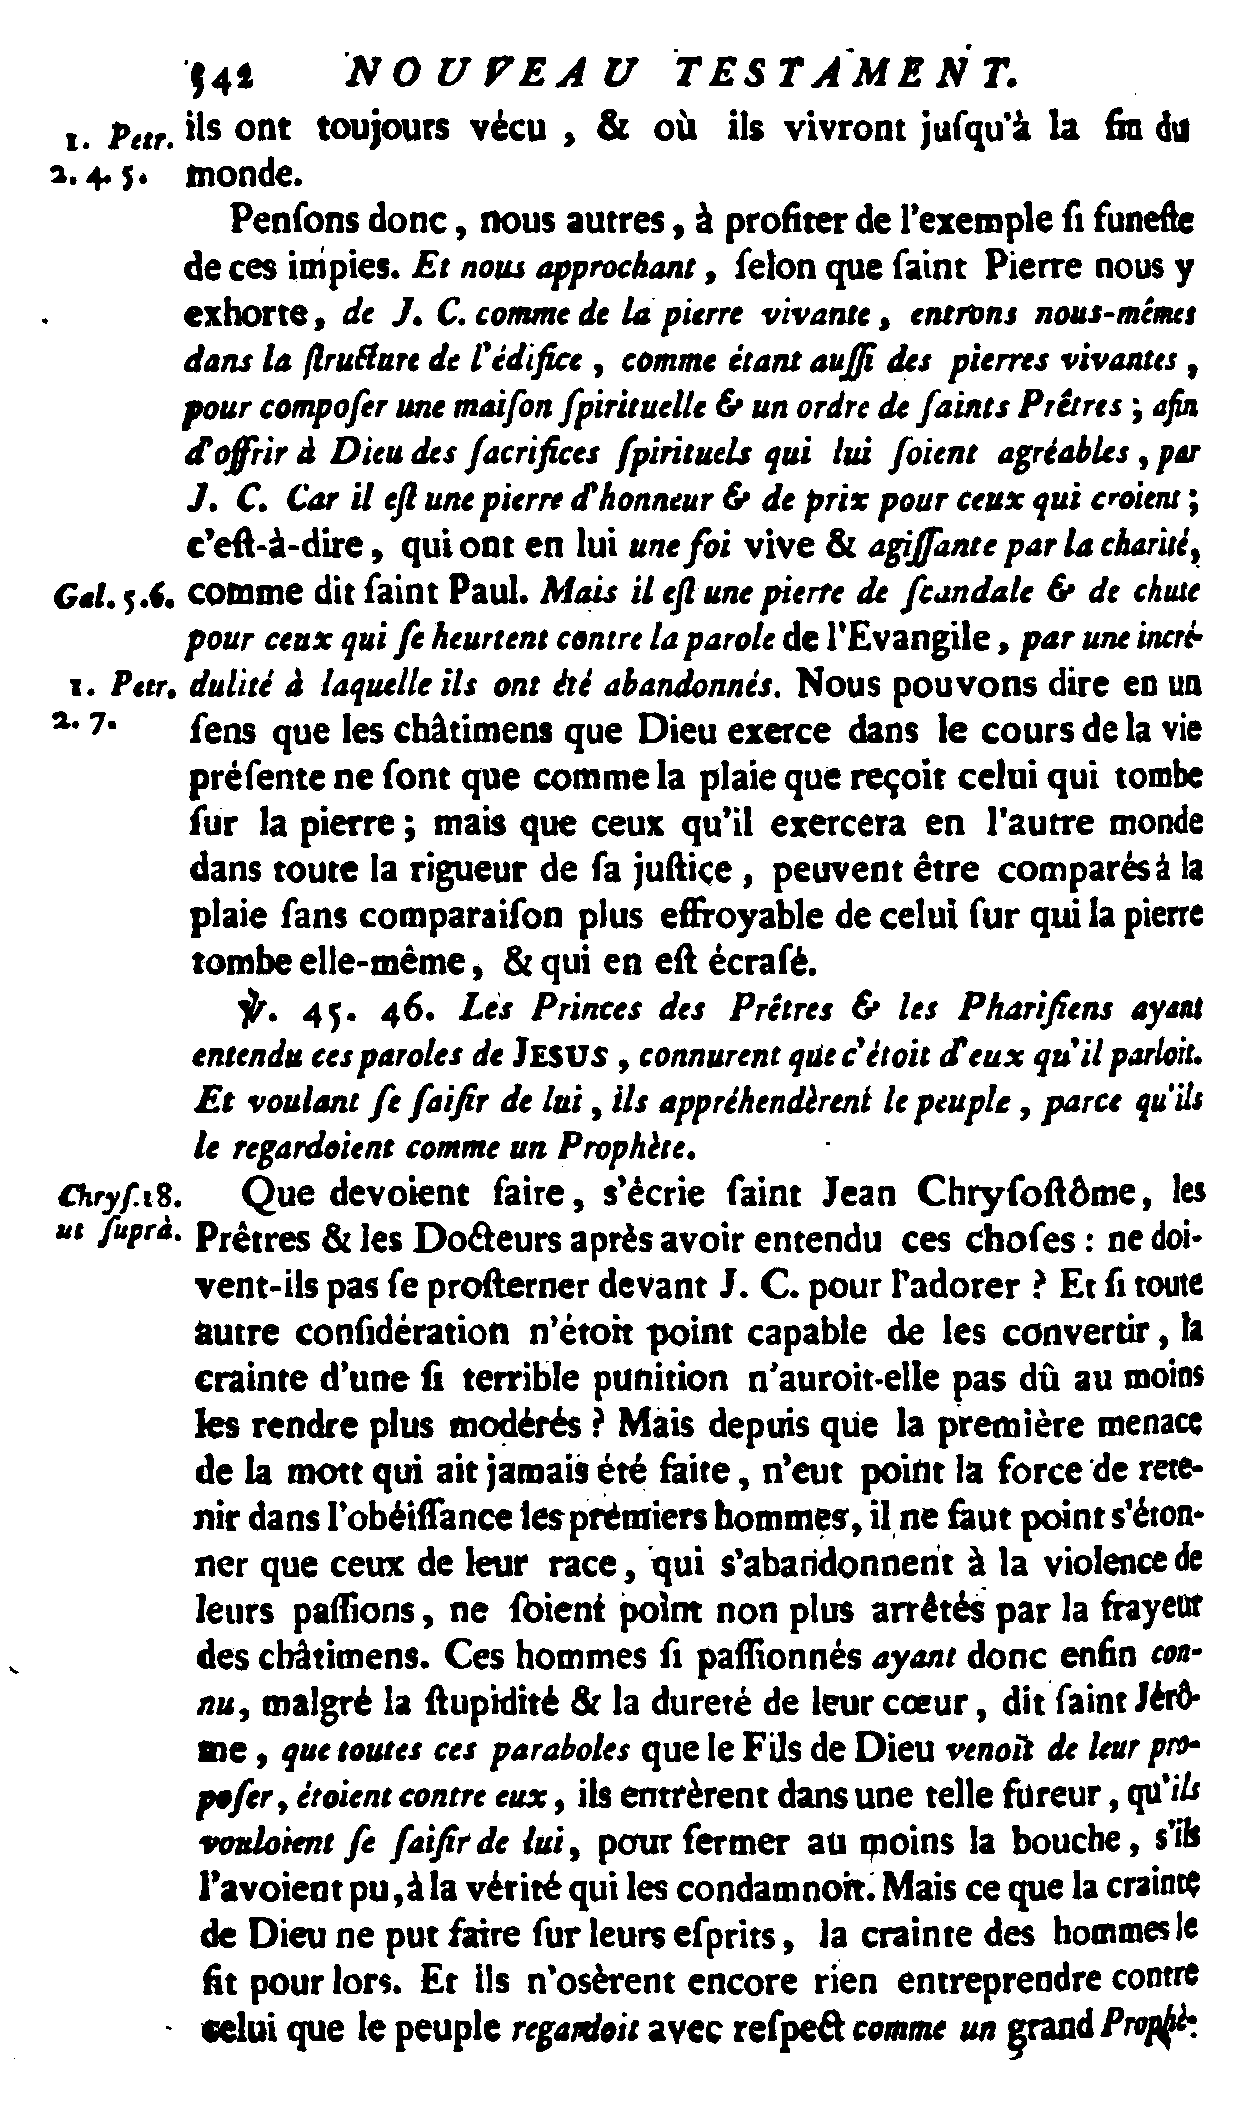 542 NOUVEAU TESTAMENT.
1. Petr. ils ont toujours vécu , & où ils vivront juſqu'à la fin du
2. 4. 5. monde.
Penſons donc , nous autres , à profiter de l'exemple ſi funeſte
de ces impies. Et nous approchant , ſelon que ſaint Pierre nous y
exhorte , de J. C. comme de la pierre vivante , entrons nous-mêmes
dans la ſtructure de l'édifice , comme étant auſſi des pierres vivantes ,
pour compoſer une maiſon ſpirituelle & un ordre de ſaints Prêtres ; afin
d'offrir à Dieu des ſacrifices ſpirituels qui lui ſoient agréables , par
J. C. Car il eſt une pierre d'honneur & de prix pour ceux qui croient ;
c'eſt-à-dire , qui ont en lui une foi vive & agiſſante par la charité,
Gal. 5.6. comme dit ſaint Paul. Mais il eſt une pierre de ſcandale & de chute
pour ceux qui ſe heurtent contre la parole de l'Evangile , par une incré-
1. Petr. dulité à laquelle ils ont été abandonnés. Nous pouvons dire en un
2. 7. ſens que les châtimens que Dieu exerce dans le cours de la vie
préſente ne ſont que comme la plaie que reçoit celui qui tombe
ſur la pierre ; mais que ceux qu'il exercera en l'autre monde
dans toute la rigueur de ſa juſtice , peuvent être comparés à la
plaie ſans comparaiſon plus effroyable de celui ſur qui la pierre
tombe elle-même , & qui en eſt écraſé.
℣. 45. 46. Les Princes des Prêtres & les Phariſiens ayant
entendu ces paroles de JESUS , connurent que c'étoit d'eux qu'il parloit.
Et voulant ſe ſaiſir de lui , ils appréhendèrent le peuple , parce qu'ils
le regardoient comme un Prophète.
Chryſ.18. Que devoient faire , s'écrie ſaint Jean Chryſoſtôme , les
ut ſuprà. Prêtres & les Docteurs après avoir entendu ces choſes : ne doi-
vent-ils pas ſe proſterner devant J. C. pour l'adorer ? Et ſi toute
autre conſidération n'étoit point capable de les convertir , la
crainte d'une ſi terrible punition n'auroit-elle pas dû au moins
les rendre plus modérés ? Mais depuis que la première menace
de la mort qui ait jamais été faite , n'eut point la force de rete-
nir dans l'obéiſſance les premiers hommes , il ne faut point s'éton-
ner que ceux de leur race , qui s'abandonnent à la violence de
leurs paſſions , ne ſoient point non plus arrêtés par la frayeur
des châtimens. Ces hommes ſi paſſionnés ayant donc enfin con-
nu , malgré la ſtupidité & la dureté de leur cœur , dit ſaint Jérô-
me , que toutes ces paraboles que le Fils de Dieu venoit de leur pro-
poſer , étoient contre eux , ils entrèrent dans une telle fureur , qu'ils
vouloient ſe ſaiſir de lui , pour fermer au moins la bouche , s'ils
l'avoient pu , à la vérité qui les condamnoit. Mais ce que la crainte
de Dieu ne put faire ſur leurs eſprits , la crainte des hommes le
fit pour lors. Et ils n'osèrent encore rien entreprendre contre
celui que le peuple regardoit avec reſpect comme un grand Prophè-